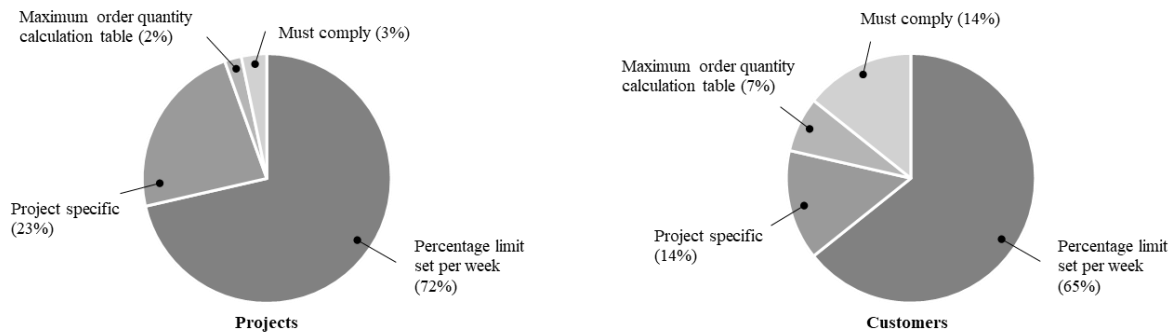 Maximum order quantity
calculation table (2%)
Must comply (3%)
Project specific
(23%)
Percentage limit
set per week
(72%)
Projects
Must comply (14%)
Maximum order quantity
calculation table (7%)
Project specific
(14%)
Percentage limit
set per week
(65%)
Customers